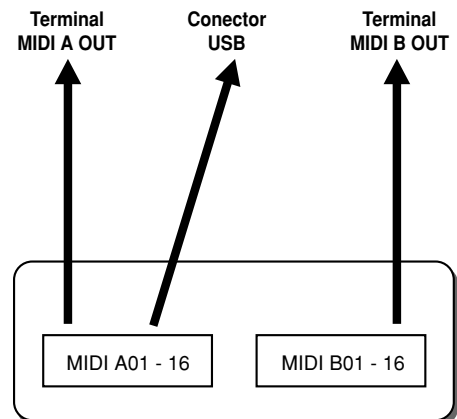 Terminal
MIDI A OUT
Conector
USB
Terminal
MIDI B OUT
MIDI A01 - 16
MIDI B01 - 16